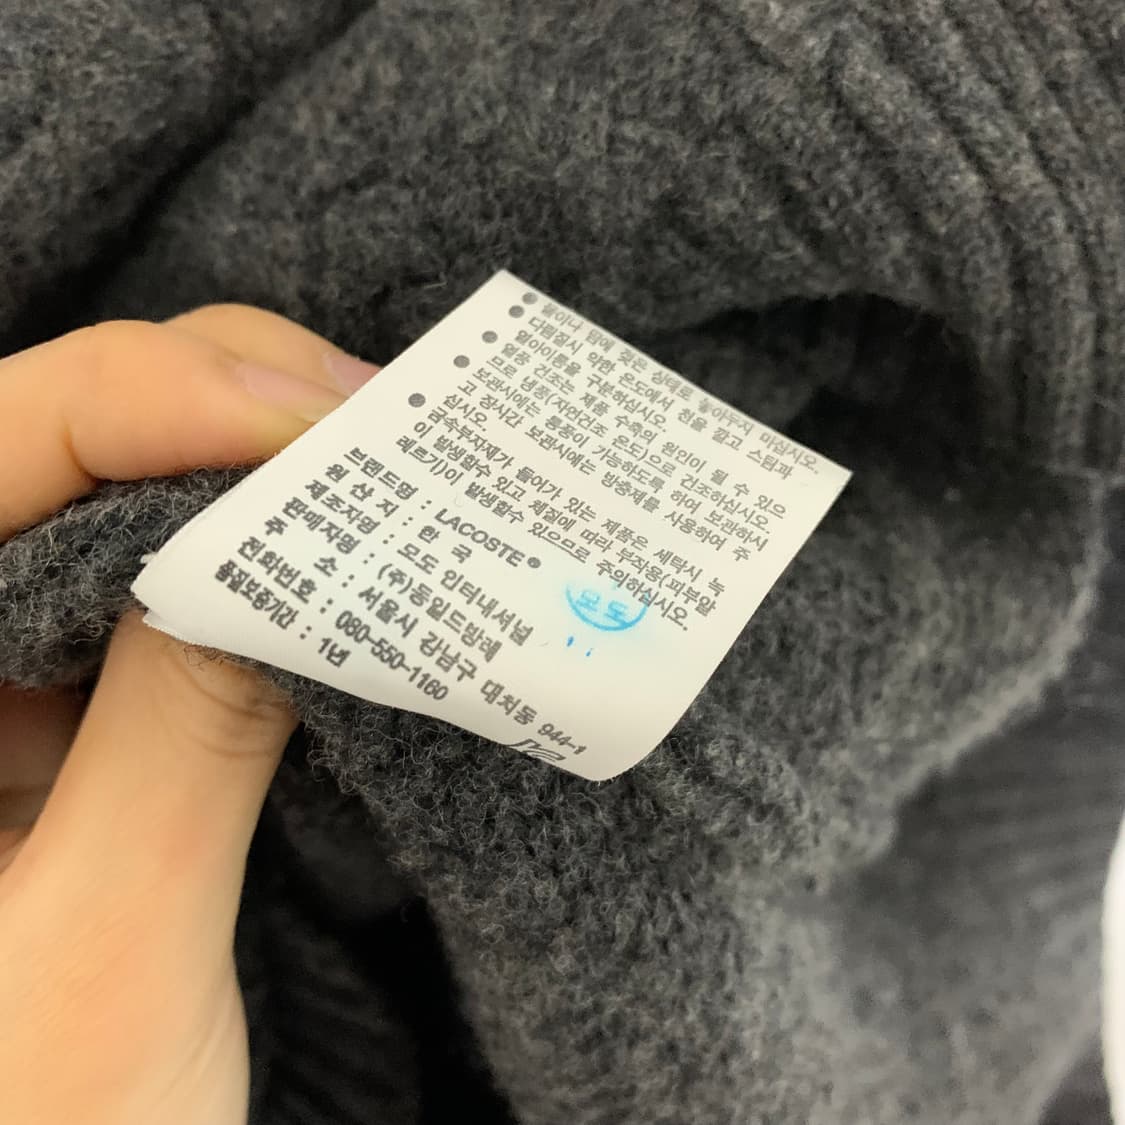 ● 물이나 땀에 젖은 상태로 놓아두지 마십시오.
● 다림질시 약한 온도에서 천을 깔고 스팀과
열아이롱을 구분하십시오.
● 열풍 건조는 제품 수축의 원인이 될 수 있으
므로 냉풍(자연건조 온도)으로 건조하십시오.
● 보관시에는 통풍이 가능하도록 하여 보관하시
고 장시간 보관시에는 방충제를 사용하여 주
십시오.
● 금속부자재가 들어가 있는 제품은 세탁시 녹
이 발생할수 있고 체질에 따라 부작용(피부알
레르기)이 발생할수 있으므로 주의하십시오.
브랜드명 : LACOSTE
원 산 지 : 한 국
제조자명 : 모도 인터내셔널
판매자명 : (주)동일드방레
주 소 : 서울시 강남구 대치동 944-1
전화번호 : 080-550-1160
품질보증기간 : 1년
모도